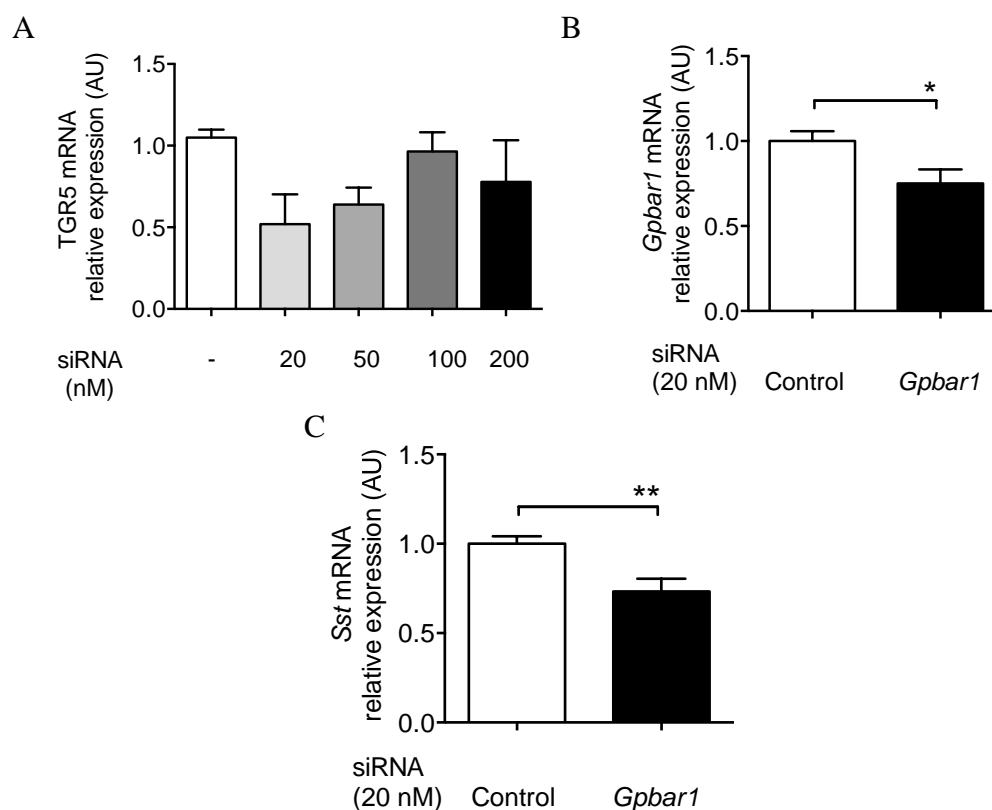 A
TGR5 mRNA
relative expression (AU)
1.5
1.0
0.5
0.0
siRNA
(nM)
- 20 50 100 200
B
Gpbar1 mRNA
relative expression (AU)
1.5
1.0
0.5
0.0
*
siRNA
(20 nM) Control Gpbar1
C
Sst mRNA
relative expression (AU)
1.5
1.0
0.5
0.0
**
siRNA
(20 nM) Control Gpbar1